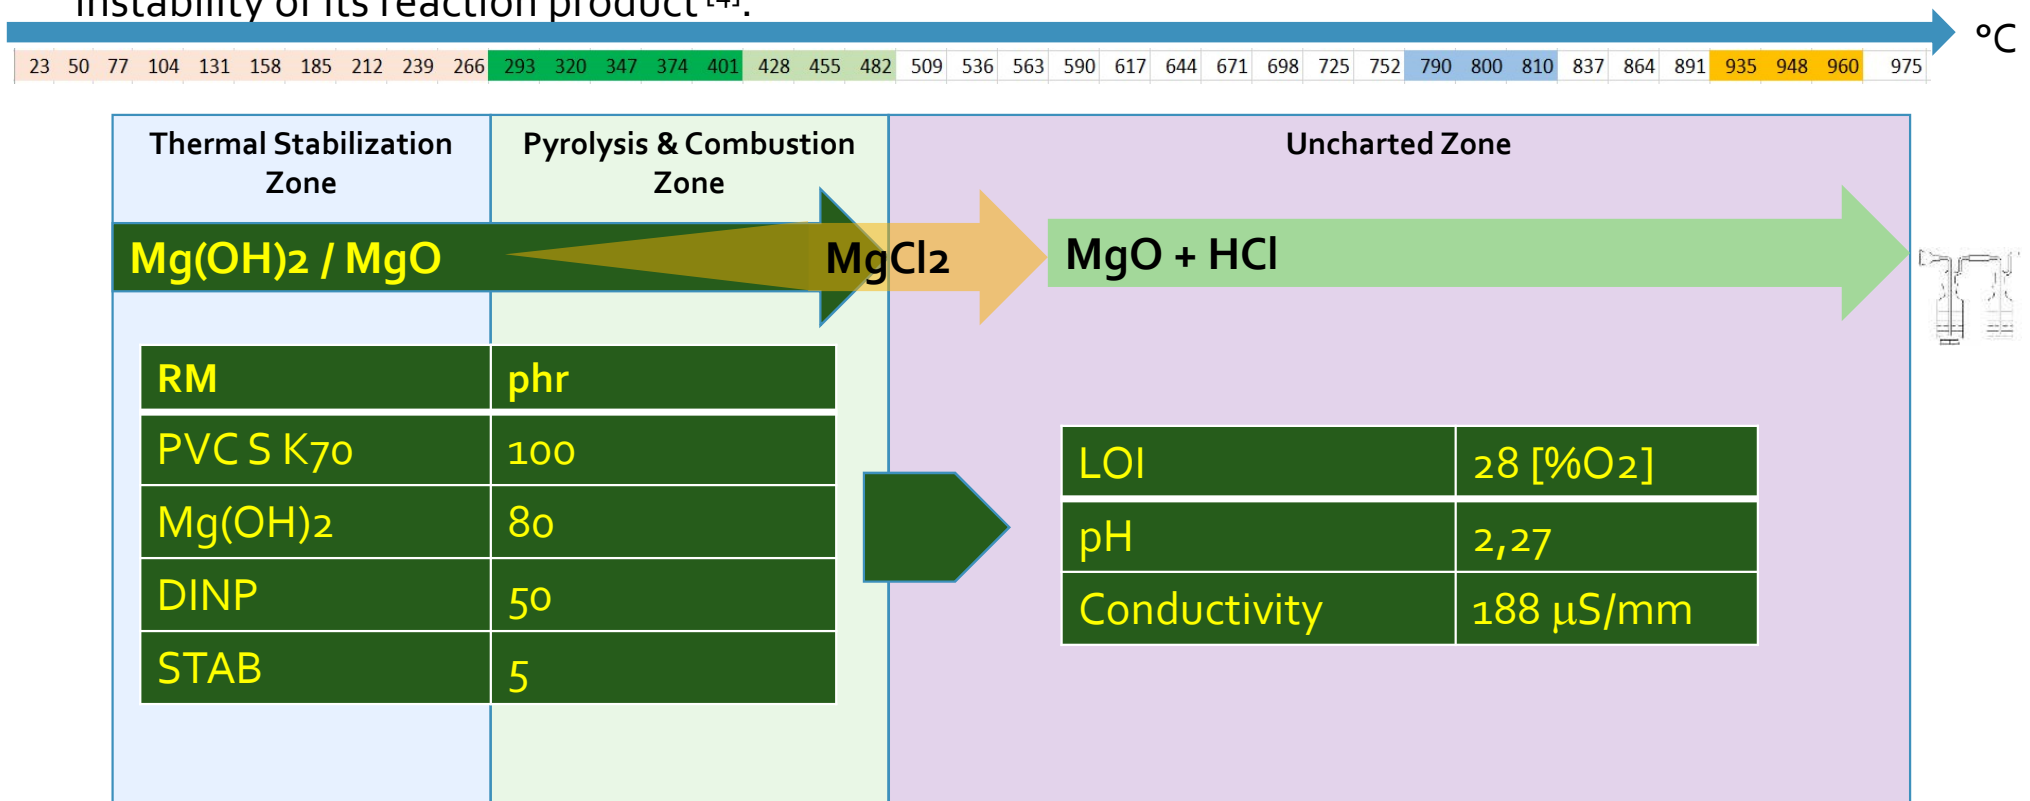 instability of its reaction product [4].
°C
23 50 77 104 131 158 185 212 239 266 293 320 347 374 401 428 455 482 509 536 563 590 617 644 671 698 725 752 790 800 810 837 864 891 935 948 960 975
Thermal Stabilization
Zone
Pyrolysis & Combustion
Zone
Uncharted Zone
Mg(OH)2 / MgO
MgCl2
MgO + HCl
RM phr
PVC S K70 100
Mg(OH)2 80
DINP 50
STAB 5
LOI 28 [%O2]
pH 2,27
Conductivity 188 µS/mm